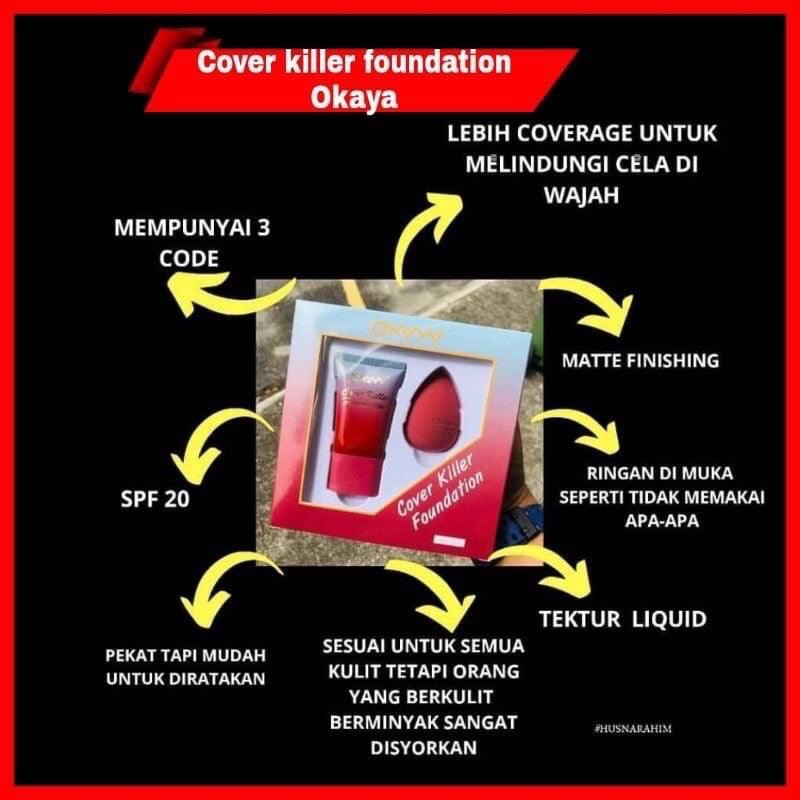 Cover killer foundation
Okaya
LEBIH COVERAGE UNTUK
MELINDUNGI CELA DI
WAJAH
MEMPUNYAI 3
CODE
MATTE FINISHING
SPF 20
RINGAN DI MUKA
SEPERTI TIDAK MEMAKAI
APA-APA
Cover Killer
Cover Killer
Foundation
TEKTUR LIQUID
PEKAT TAPI MUDAH
UNTUK DIRATAKAN
SESUAI UNTUK SEMUA
KULIT TETAPI ORANG
YANG BERKULIT
BERMINYAK SANGAT
DISYORKAN
#HUSNARAHIM